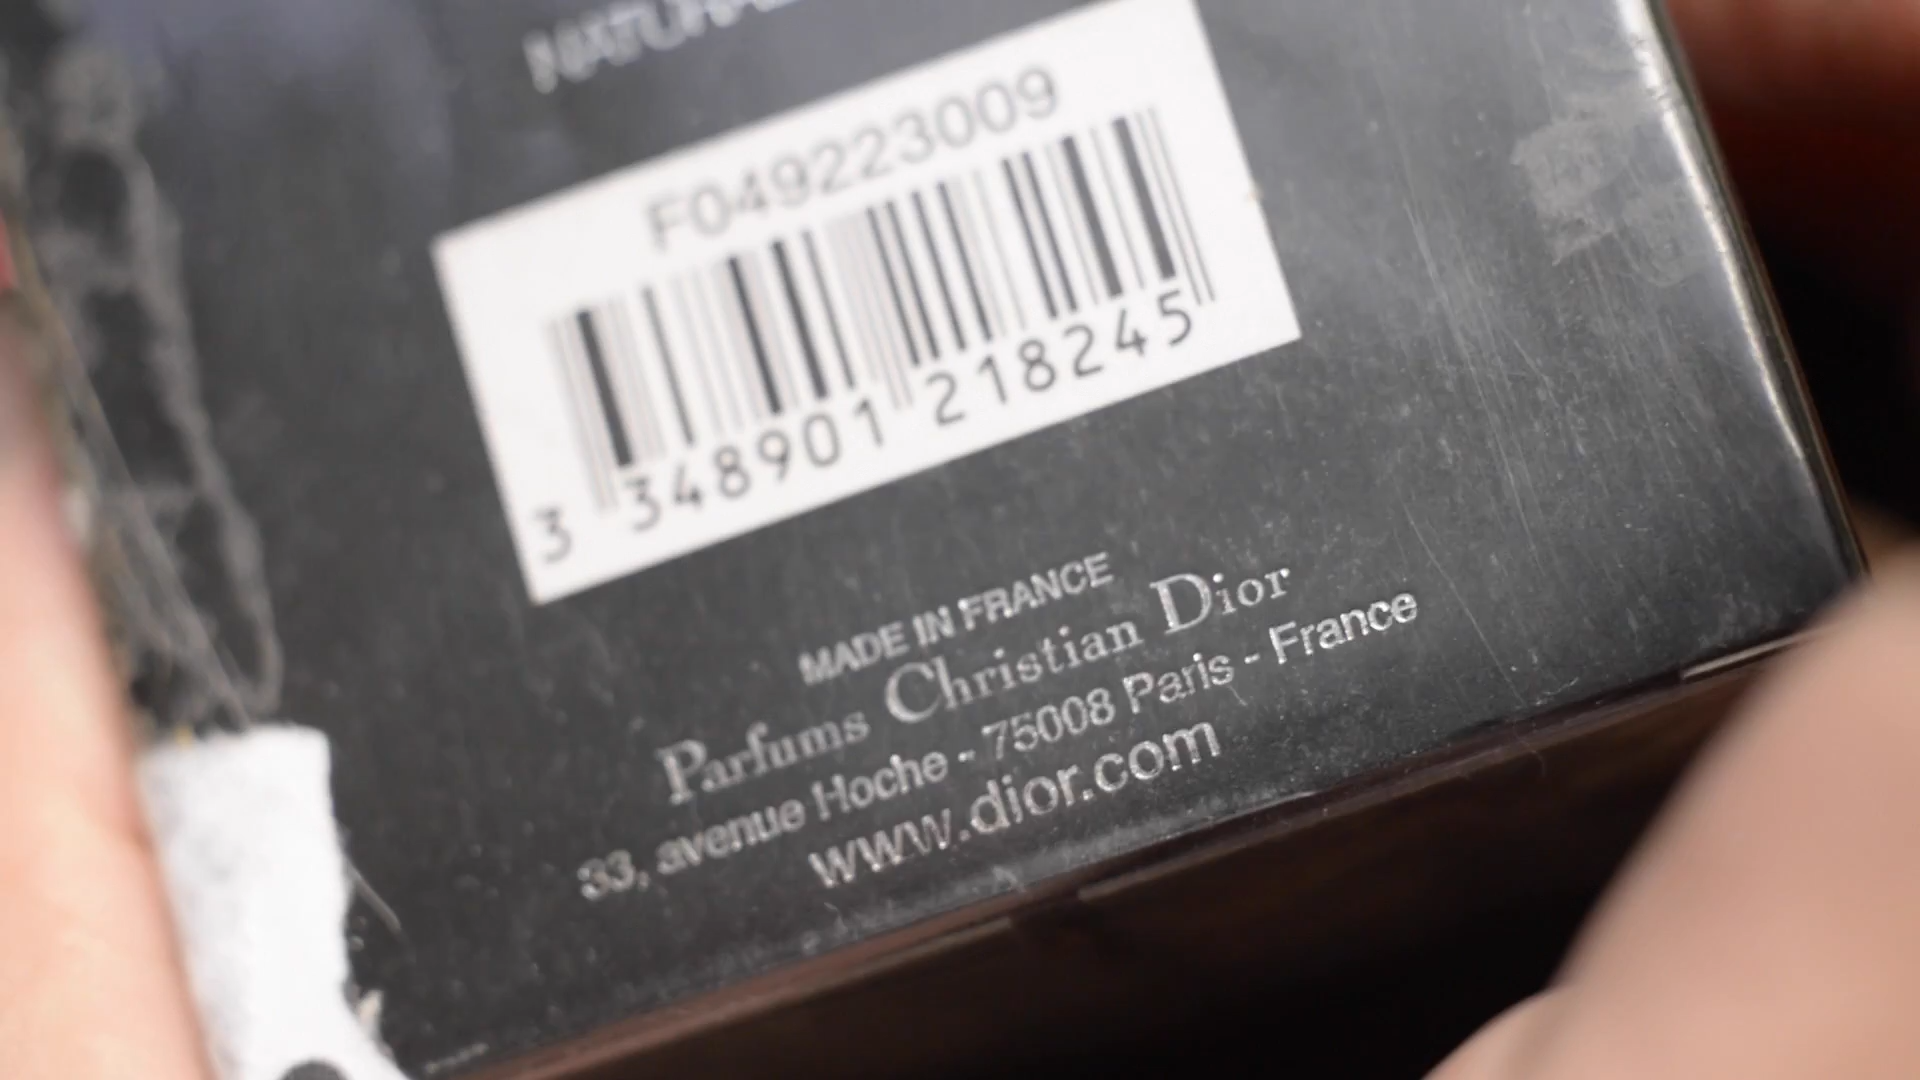 F049223009
3 348901 218245
MADE IN FRANCE
Parfums Christian Dior
33, avenue Hoche - 75008 Paris - France
www.dior.com